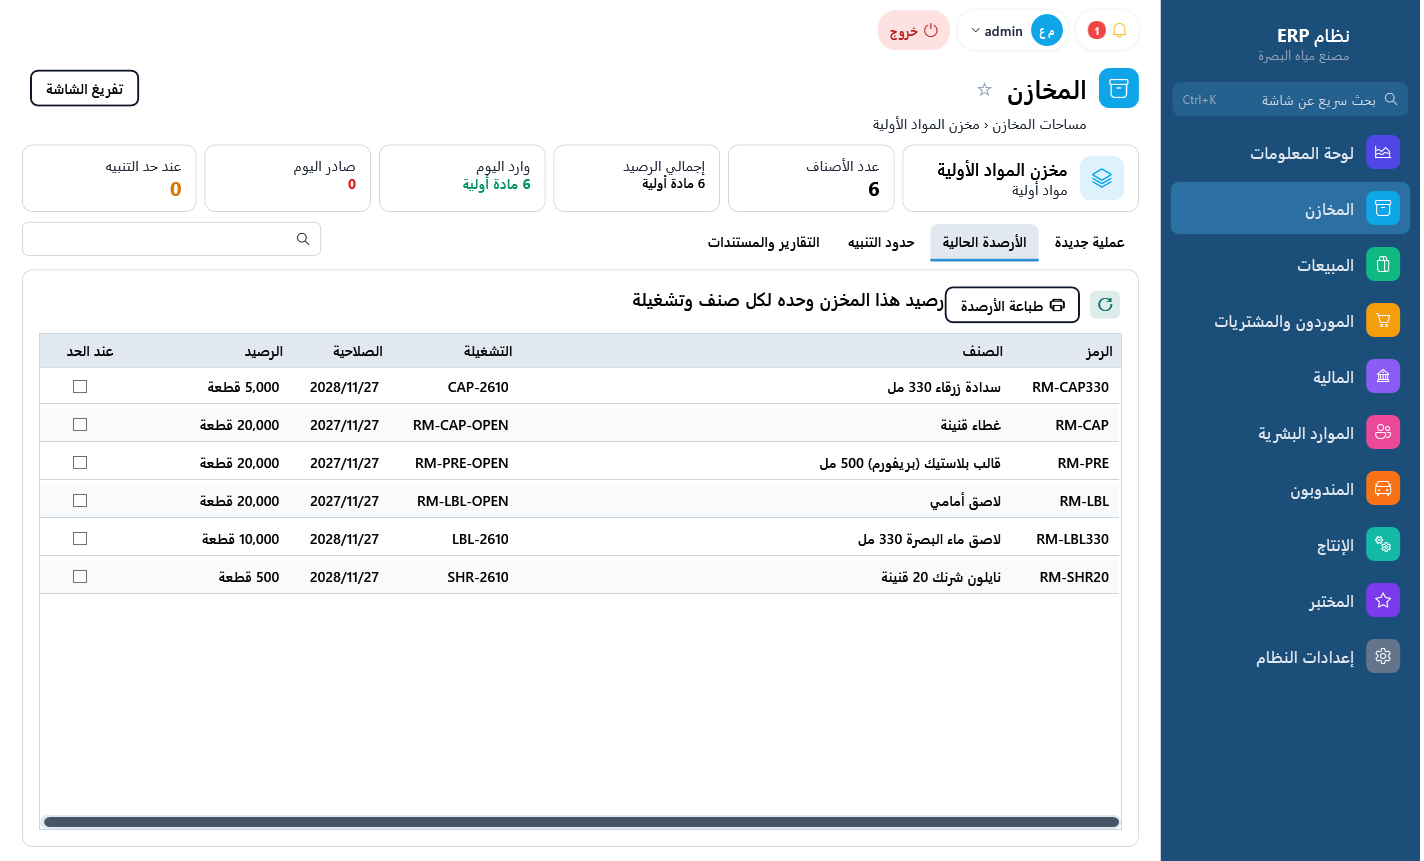 نظام ERP
مصنع مياه البصرة
بحث سريع عن شاشة Ctrl+K
لوحة المعلومات
المخازن
المبيعات
الموردون والمشتريات
المالية
الموارد البشرية
المندوبون
الإنتاج
المختبر
إعدادات النظام
1
م ع admin
خروج
المخازن
تفريغ الشاشة
مساحات المخازن › مخزن المواد الأولية
مخزن المواد الأولية
مواد أولية
عدد الأصناف
6
إجمالي الرصيد
6 مادة أولية
وارد اليوم
6 مادة أولية
صادر اليوم
0
عند حد التنبيه
0
عملية جديدة الأرصدة الحالية حدود التنبيه التقارير والمستندات
طباعة الأرصدة رصيد هذا المخزن وحده لكل صنف وتشغيلة
الرمز الصنف التشغيلة الصلاحية الرصيد عند الحد
RM-CAP330 سدادة زرقاء 330 مل CAP-2610 2028/11/27 5,000 قطعة
RM-CAP غطاء قنينة RM-CAP-OPEN 2027/11/27 20,000 قطعة
RM-PRE قالب بلاستيك (بريفورم) 500 مل RM-PRE-OPEN 2027/11/27 20,000 قطعة
RM-LBL لاصق أمامي RM-LBL-OPEN 2027/11/27 20,000 قطعة
RM-LBL330 لاصق ماء البصرة 330 مل LBL-2610 2028/11/27 10,000 قطعة
RM-SHR20 نايلون شرنك 20 قنينة SHR-2610 2028/11/27 500 قطعة